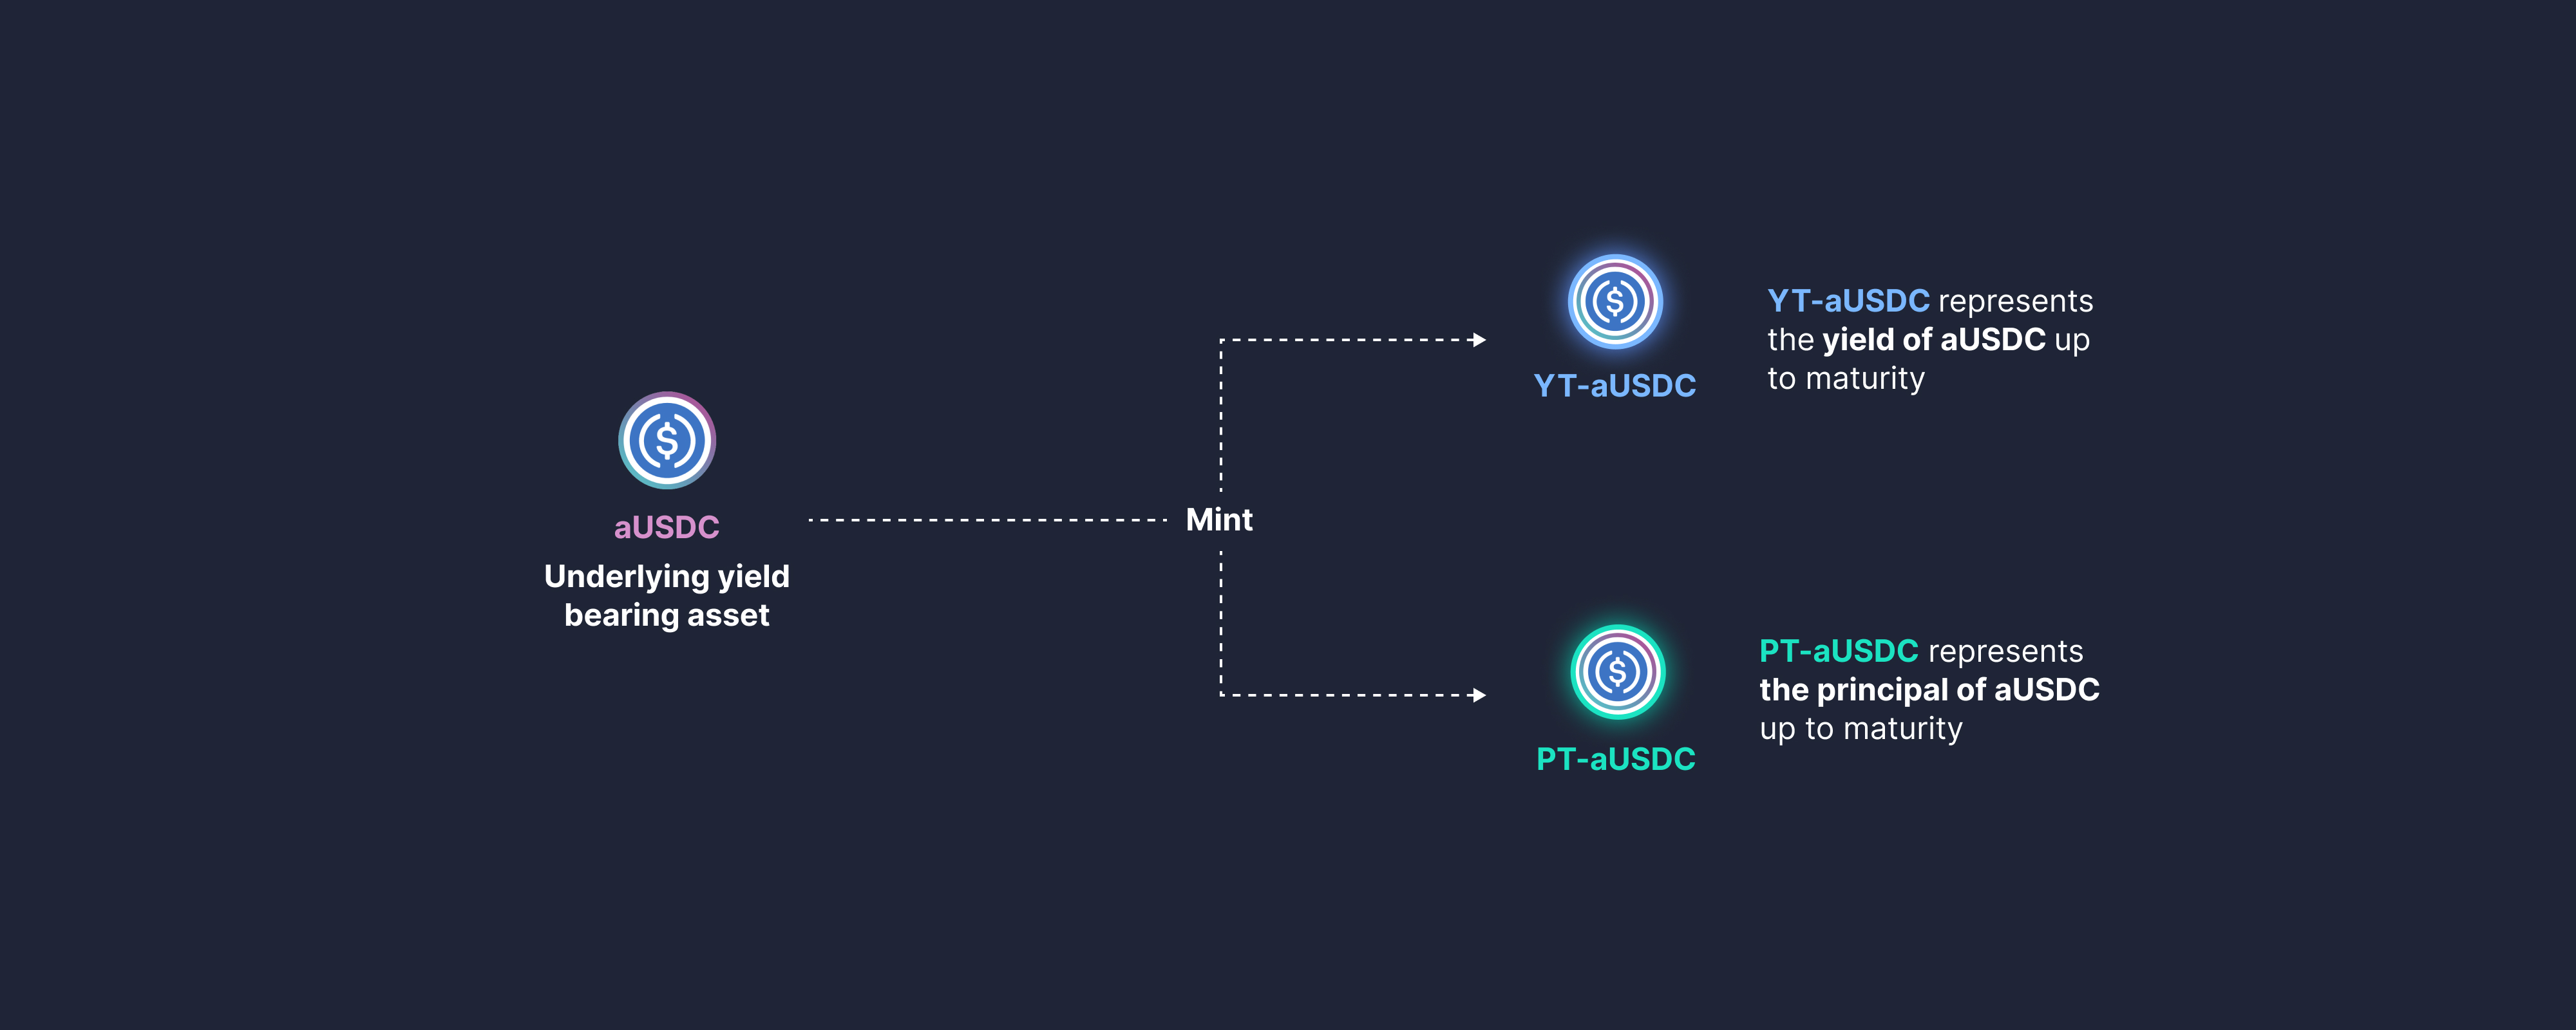 aUSDC
Underlying yield
bearing asset
Mint
YT-aUSDC
YT-aUSDC represents
the yield of aUSDC up
to maturity
PT-aUSDC
PT-aUSDC represents
the principal of aUSDC
up to maturity